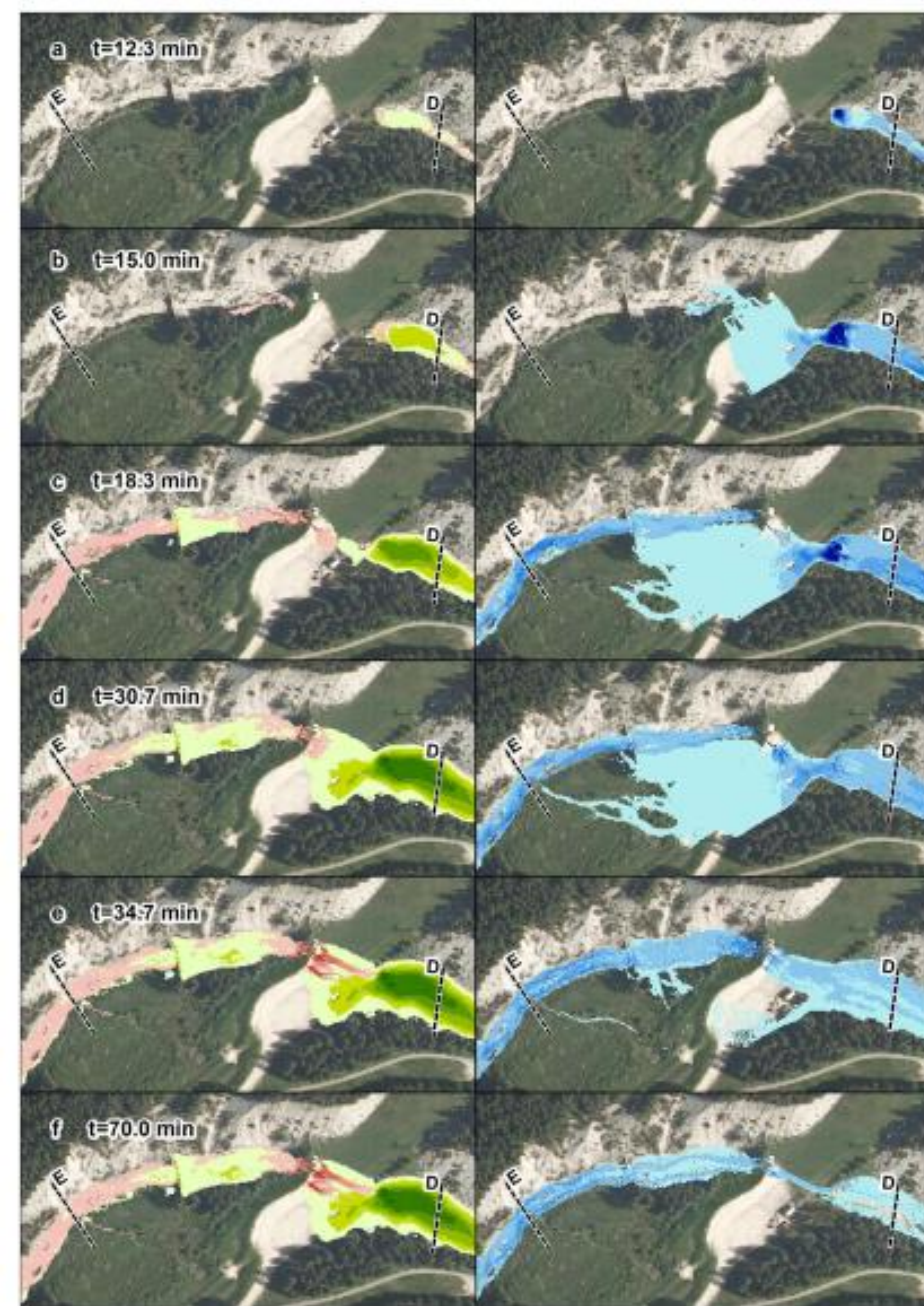 a t=12.3 min
E D E D
b t=15.0 min
E D E D
c t=18.3 min
E D E D
d t=30.7 min
E D E D
e t=34.7 min
E D E D
f t=70.0 min
E D E D